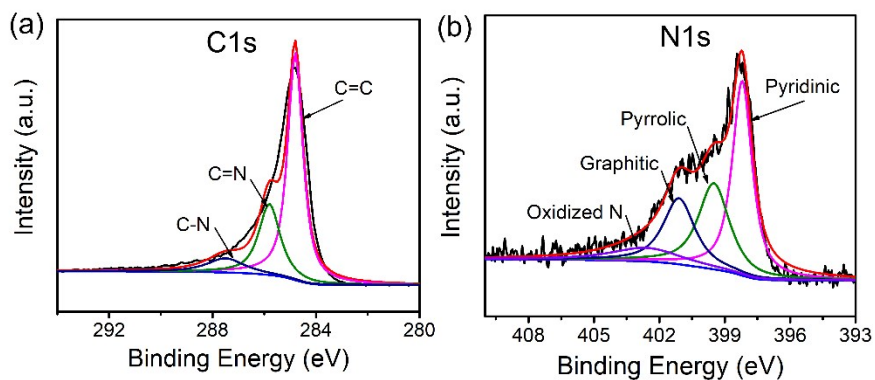 (a)
C1s
C=C
C=N
C-N
Intensity (a.u.)
292
288
284
280
Binding Energy (eV)
(b)
N1s
Pyridinic
Pyrrolic
Graphitic
Oxidized N
Intensity (a.u.)
408
405
402
399
396
393
Binding Energy (eV)